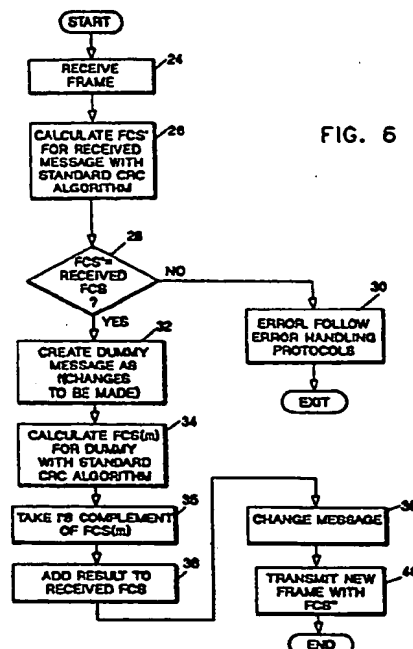 START
24
RECEIVE
FRAME
26
CALCULATE FCS"
FOR RECEIVED
MESSAGE WITH
STANDARD CRC
ALGORITHM
FIG. 6
28
FCS"=
RECEIVED
FCS
?
NO
YES
30
ERROR. FOLLOW
ERROR HANDLING
PROTOCOLS
EXIT
32
CREATE DUMMY
MESSAGE AS
f(CHANGES
TO BE MADE)
34
CALCULATE FCS(m)
FOR DUMMY
WITH STANDARD
CRC ALGORITHM
35
TAKE 1'S COMPLEMENT
OF FCS(m)
36
ADD RESULT TO
RECEIVED FCS
CHANGE MESSAGE
TRANSMIT NEW
FRAME WITH
FCS"
END